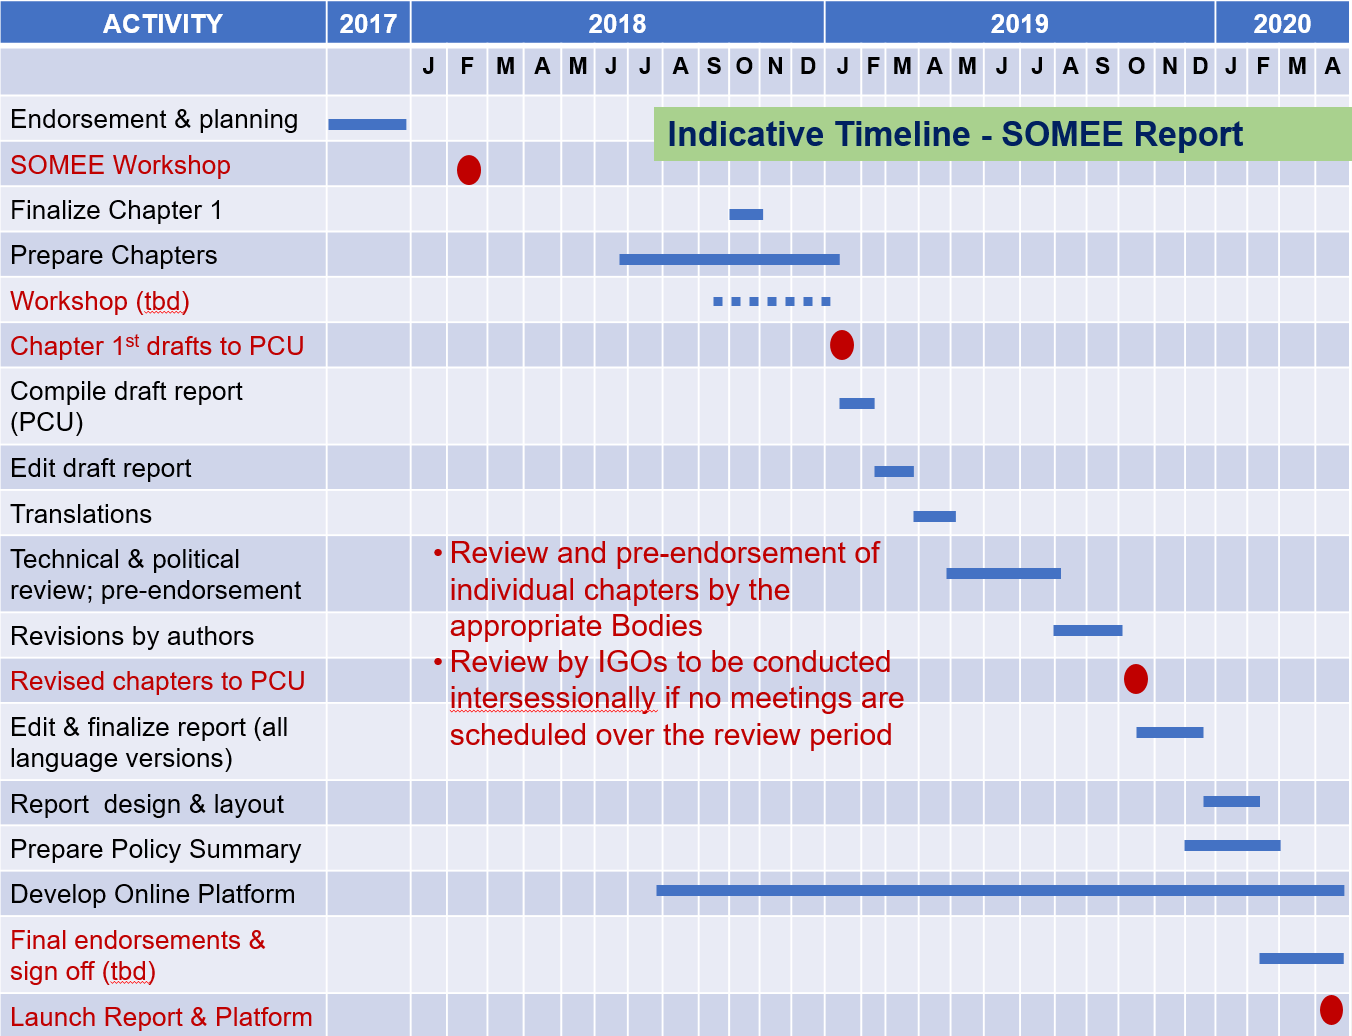 ACTIVITY 2017 2018 2019 2020
J F M A M J J A S O N D J F M A M J J A S O N D J F M A
Endorsement & planning
Indicative Timeline - SOMEE Report
SOMEE Workshop
Finalize Chapter 1
Prepare Chapters
Workshop (tbd)
Chapter 1st drafts to PCU
Compile draft report
(PCU)
Edit draft report
Translations
Technical & political
review; pre-endorsement
Revisions by authors
Revised chapters to PCU
Edit & finalize report (all
language versions)
Report  design & layout
Prepare Policy Summary
Develop Online Platform
Final endorsements &
sign off (tbd)
Launch Report & Platform
• Review and pre-endorsement of
individual chapters by the
appropriate Bodies
• Review by IGOs to be conducted
intersessionally if no meetings are
scheduled over the review period